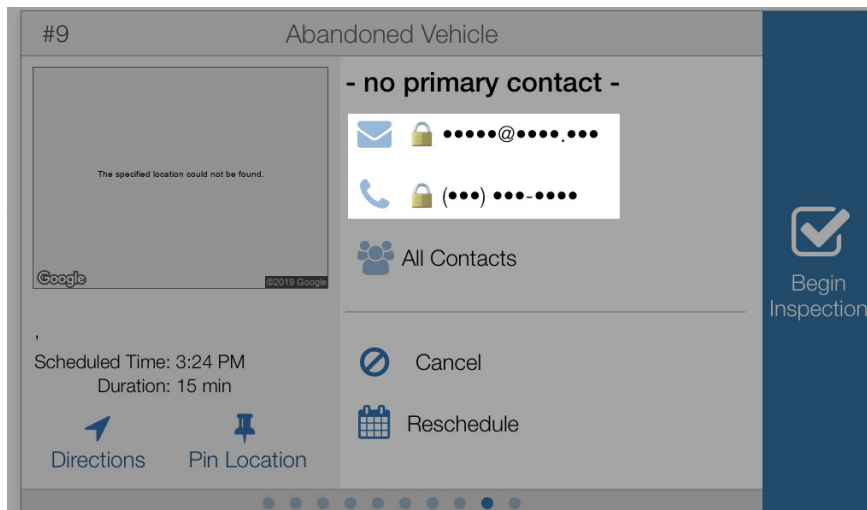 #9
Abandoned Vehicle
The specified location could not be found.
Google
©2019 Google
,
Scheduled Time: 3:24 PM
Duration: 15 min
Directions
Pin Location
- no primary contact -
•••••@••••.•••
(•••) •••-••••
All Contacts
Cancel
Reschedule
Begin
Inspection